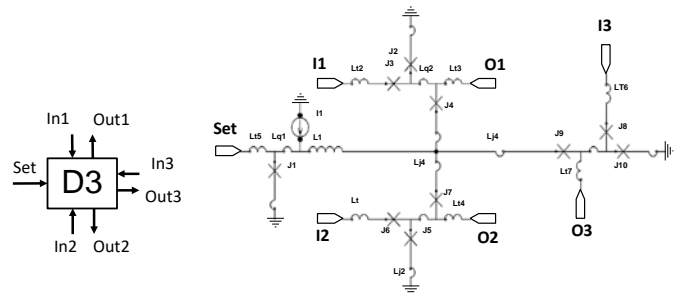 In1
Out1
Set
D3
In3
Out3
In2
Out2
I1
O1
I3
J2
J3
Lt2
Lq2
Lt3
J4
LT6
J8
Set
Lt5
Lq1
I1
L1
J1
Lj4
Lj4
J9
J10
Lt7
O3
J7
Lt
Lt4
I2
J6
J5
O2
Lj2